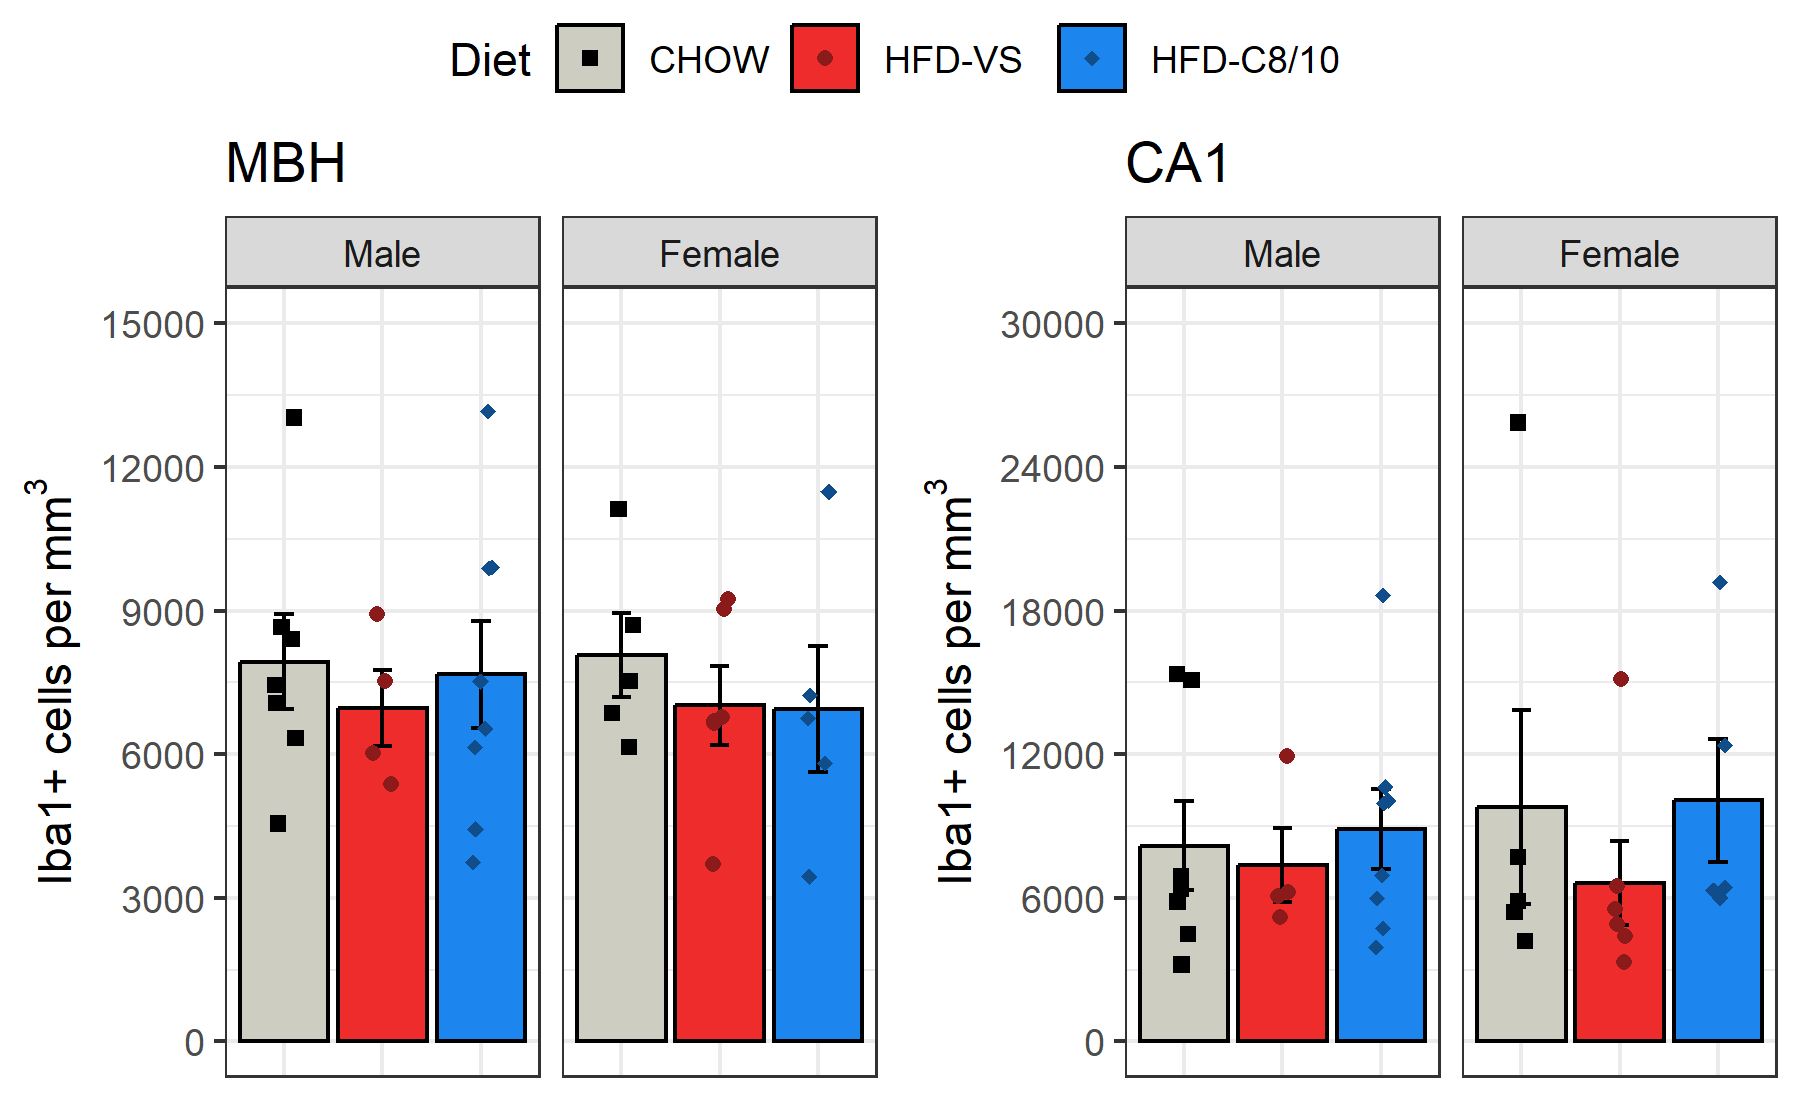 Diet CHOW HFD-VS HFD-C8/10
MBH
CA1
Male Female
Male Female
Iba1+ cells per mm³
15000
12000
9000
6000
3000
0
Iba1+ cells per mm³
30000
24000
18000
12000
6000
0